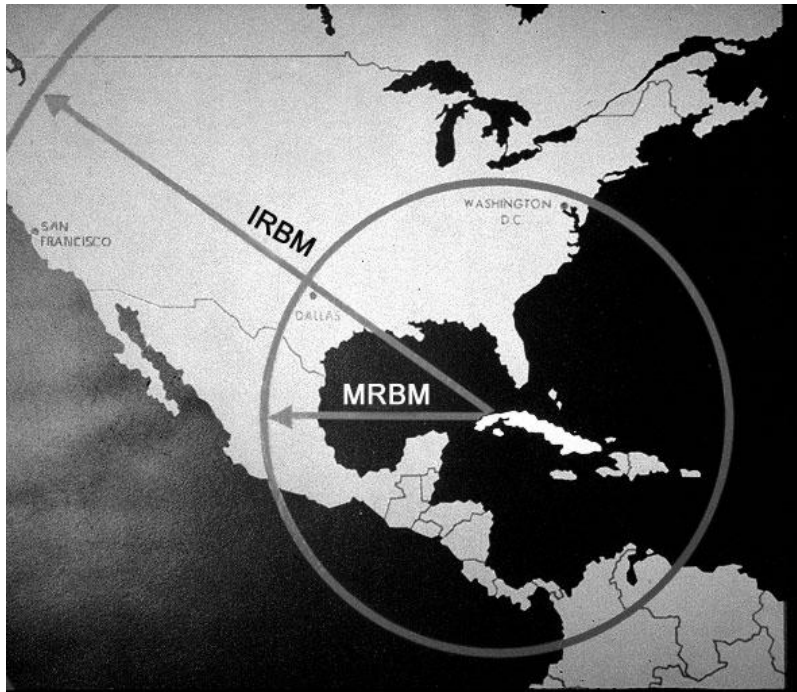 WASHINGTON
D.C.
SAN
FRANCISCO
IRBM
DALLAS
MRBM